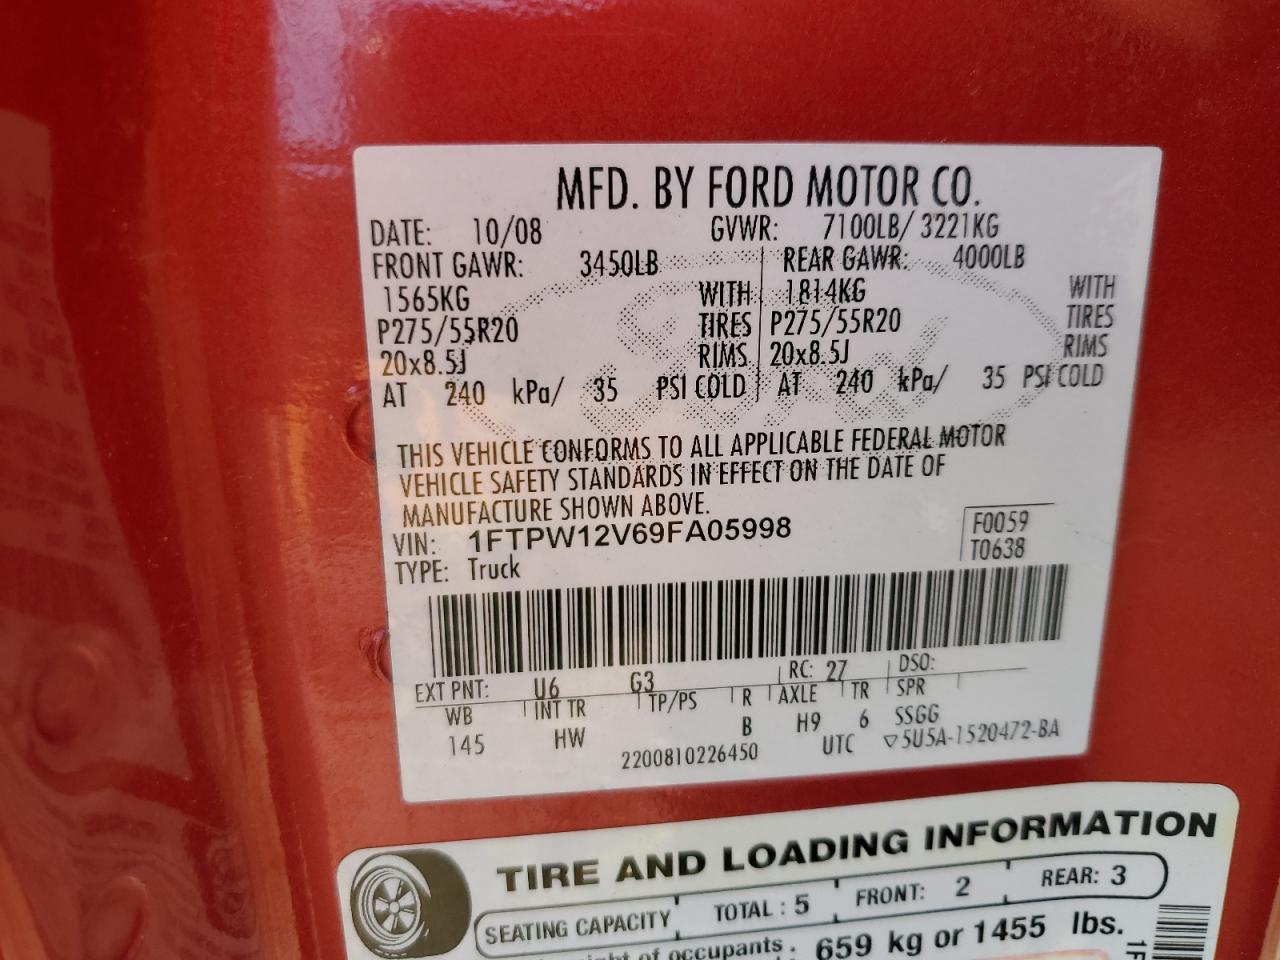 MFD. BY FORD MOTOR CO.
DATE: 10/08 GVWR: 7100LB/ 3221KG
FRONT GAWR: 3450LB REAR GAWR: 4000LB
1565KG WITH 1814KG WITH
P275/55R20 TIRES P275/55R20 TIRES
20x8.5J RIMS 20x8.5J RIMS
AT 240 kPa/ 35 PSI COLD AT 240 kPa/ 35 PSI COLD
THIS VEHICLE CONFORMS TO ALL APPLICABLE FEDERAL MOTOR
VEHICLE SAFETY STANDARDS IN EFFECT ON THE DATE OF
MANUFACTURE SHOWN ABOVE.
VIN: 1FTPW12V69FA05998 F0059
TYPE: Truck T0638
EXT PNT: U6 G3 RC: 27 DSO:
WB INT TR TP/PS R AXLE TR SPR
145 HW B H9 6 SSGG
2200810226450 UTC ▽5U5A-1520472-BA
TIRE AND LOADING INFORMATION
SEATING CAPACITY TOTAL : 5 FRONT: 2 REAR: 3
of occupants . 659 kg or 1455 lbs.
1F